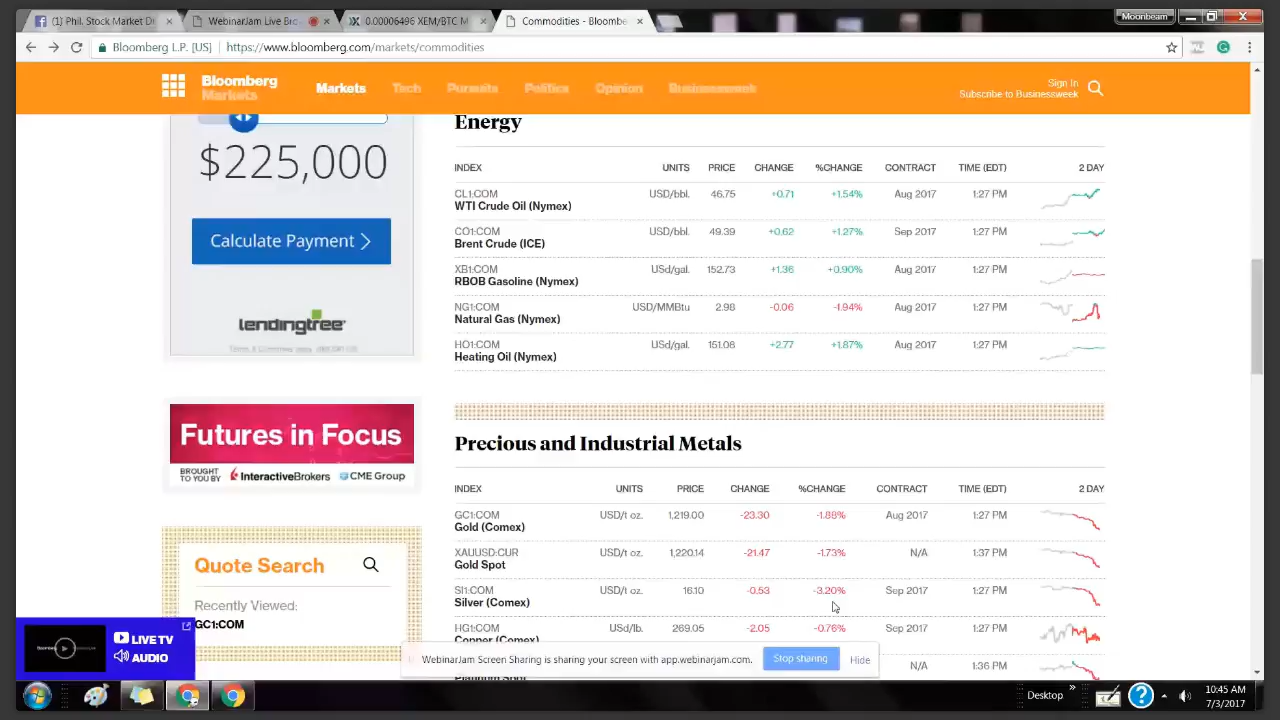 (1) Phil. Stock Market Di ×
WebinarJam Live Bro ×
0.00006496 XEM/BTC | ×
Commodities - Bloombe ×
Moonbeam
Bloomberg L.P. [US] https://www.bloomberg.com/markets/commodities
Bloomberg Markets
Markets Tech Pursuits Politics Opinion Businessweek
Sign In
Subscribe to Businessweek
$225,000
Calculate Payment
lendingtree
Futures in Focus
BROUGHT TO YOU BY InteractiveBrokers CME Group
Quote Search
Recently Viewed:
GC1:COM
LIVE TV
AUDIO
Energy
INDEX UNITS PRICE CHANGE %CHANGE CONTRACT TIME (EDT) 2 DAY
CL1:COM USD/bbl. 46.75 +0.71 +1.54% Aug 2017 1:27 PM
WTI Crude Oil (Nymex)
CO1:COM USD/bbl. 49.39 +0.62 +1.27% Sep 2017 1:27 PM
Brent Crude (ICE)
XB1:COM USd/gal. 152.73 +1.36 +0.90% Aug 2017 1:27 PM
RBOB Gasoline (Nymex)
NG1:COM USD/MMBtu 2.98 -0.06 -1.94% Aug 2017 1:27 PM
Natural Gas (Nymex)
HO1:COM USd/gal. 151.08 +2.77 +1.87% Aug 2017 1:27 PM
Heating Oil (Nymex)
Precious and Industrial Metals
INDEX UNITS PRICE CHANGE %CHANGE CONTRACT TIME (EDT) 2 DAY
GC1:COM USD/t oz. 1,219.00 -23.30 -1.88% Aug 2017 1:27 PM
Gold (Comex)
XAUUSD:CUR USD/t oz. 1,220.14 -21.47 -1.73% N/A 1:37 PM
Gold Spot
SI1:COM USD/t oz. 16.10 -0.53 -3.20% Sep 2017 1:27 PM
Silver (Comex)
HG1:COM USd/lb. 269.05 -2.05 -0.76% Sep 2017 1:27 PM
Copper (Comex)
N/A 1:36 PM
Platinum Spot
WebinarJam Screen Sharing is sharing your screen with app.webinarjam.com. Stop sharing Hide
Desktop
10:45 AM
7/3/2017